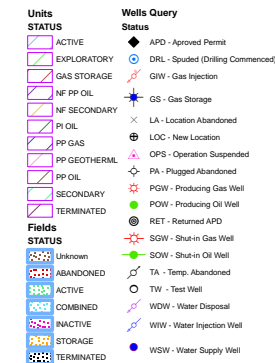 Units
STATUS
ACTIVE
EXPLORATORY
GAS STORAGE
NF PP OIL
NF SECONDARY
PI OIL
PP GAS
PP GEOTHERML
PP OIL
SECONDARY
TERMINATED
Fields
STATUS
Unknown
ABANDONED
ACTIVE
COMBINED
INACTIVE
STORAGE
TERMINATED
Wells Query
Status
APD - Aproved Permit
DRL - Spuded (Drilling Commenced)
GIW - Gas Injection
GS - Gas Storage
LA - Location Abandoned
LOC - New Location
OPS - Operation Suspended
PA - Plugged Abandoned
PGW - Producing Gas Well
POW - Producing Oil Well
RET - Returned APD
SGW - Shut-in Gas Well
SOW - Shut-in Oil Well
TA - Temp. Abandoned
TW - Test Well
WDW - Water Disposal
WIW - Water Injection Well
WSW - Water Supply Well